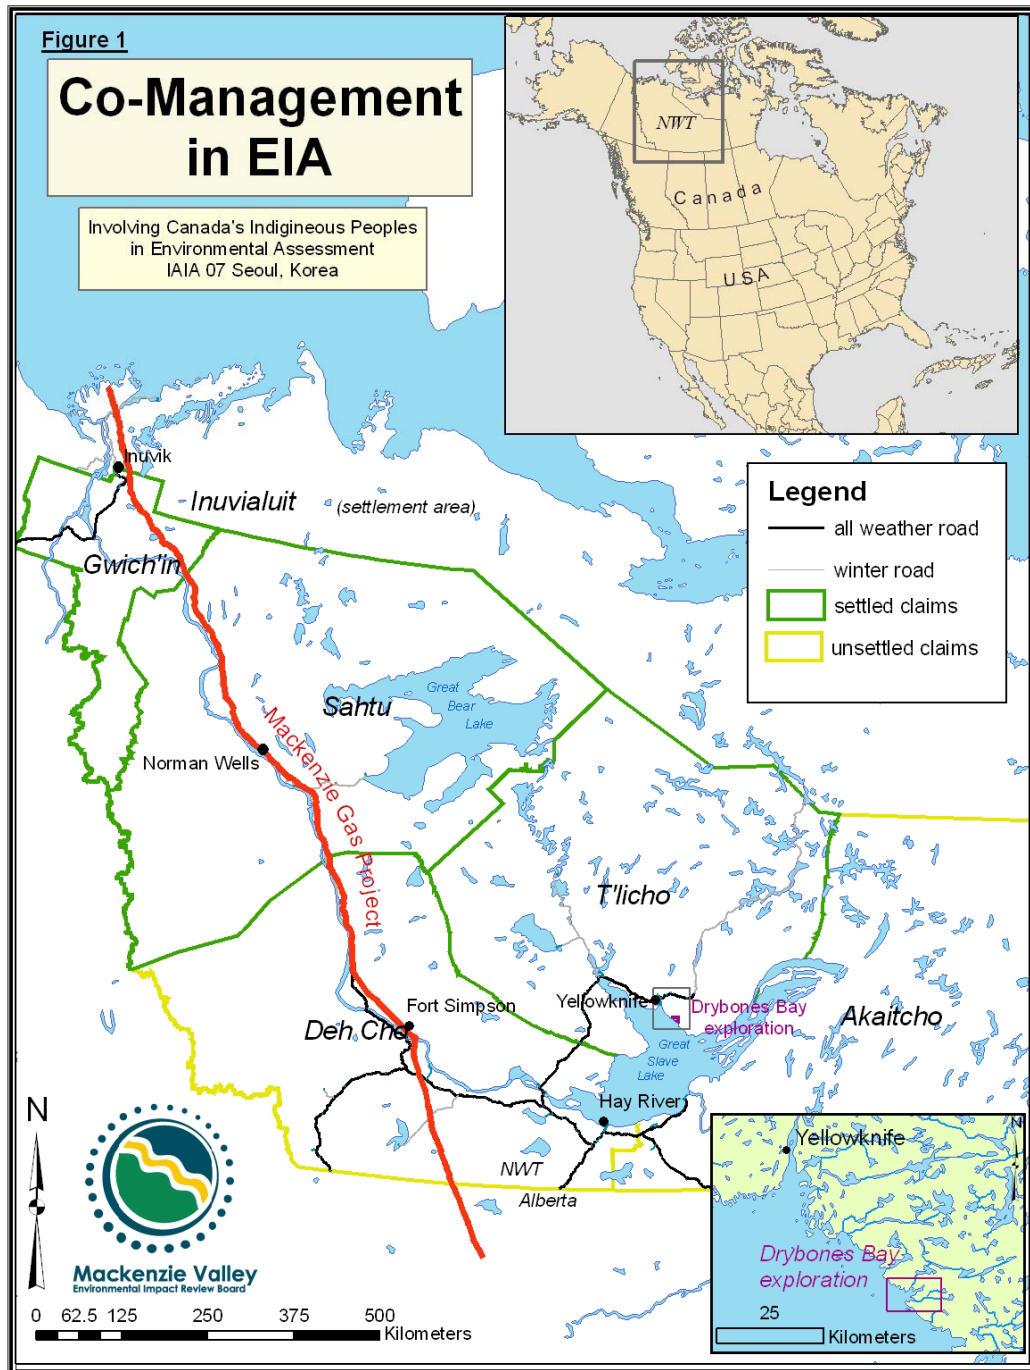 Figure 1
Co-Management
in EIA
Involving Canada's Indigineous Peoples
in Environmental Assessment
IAIA 07 Seoul, Korea
NWT
Canada
USA
Inuvik
Inuvialuit
(settlement area)
Gwich'in
Legend
all weather road
winter road
settled claims
unsettled claims
Sahtu
Great
Bear
Lake
Norman Wells
Mackenzie Gas Project
T'licho
Yellowknife
Drybones Bay
exploration
Akaitcho
Fort Simpson
Deh Cho
Great
Slave
Lake
Hay River
NWT
Alberta
N
Mackenzie Valley
Environmental Impact Review Board
0 62.5 125 250 375 500
Kilometers
Yellowknife
N
Drybones Bay
exploration
25
Kilometers